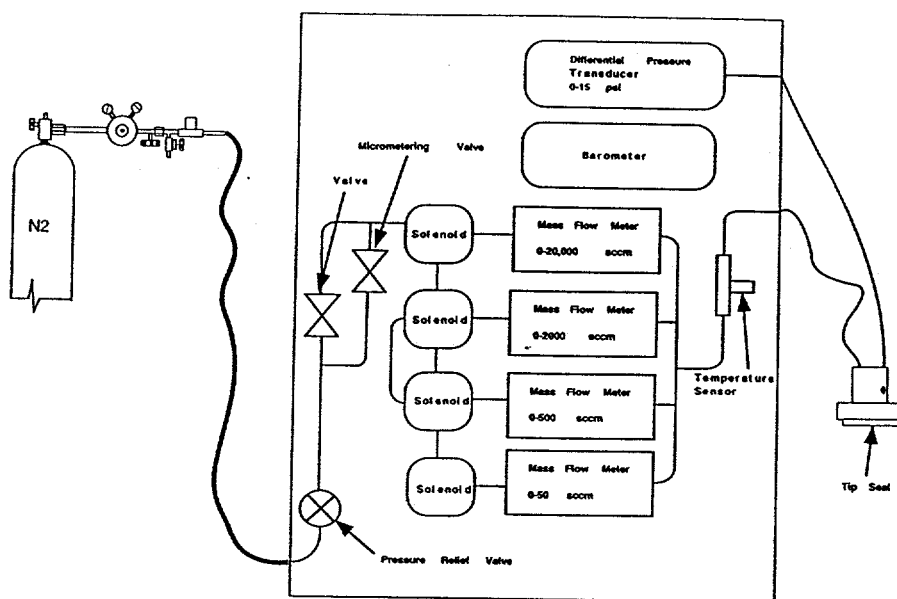 Differential Pressure
Transducer
0-15 psi
Barometer
Micrometering Valve
Valve
N2
Solenoid
Mass Flow Meter
0-20,000 sccm
Solenoid
Mass Flow Meter
0-2000 sccm
Solenoid
Mass Flow Meter
0-500 sccm
Solenoid
Mass Flow Meter
0-50 sccm
Temperature
Sensor
Tip Seal
Pressure Relief Valve